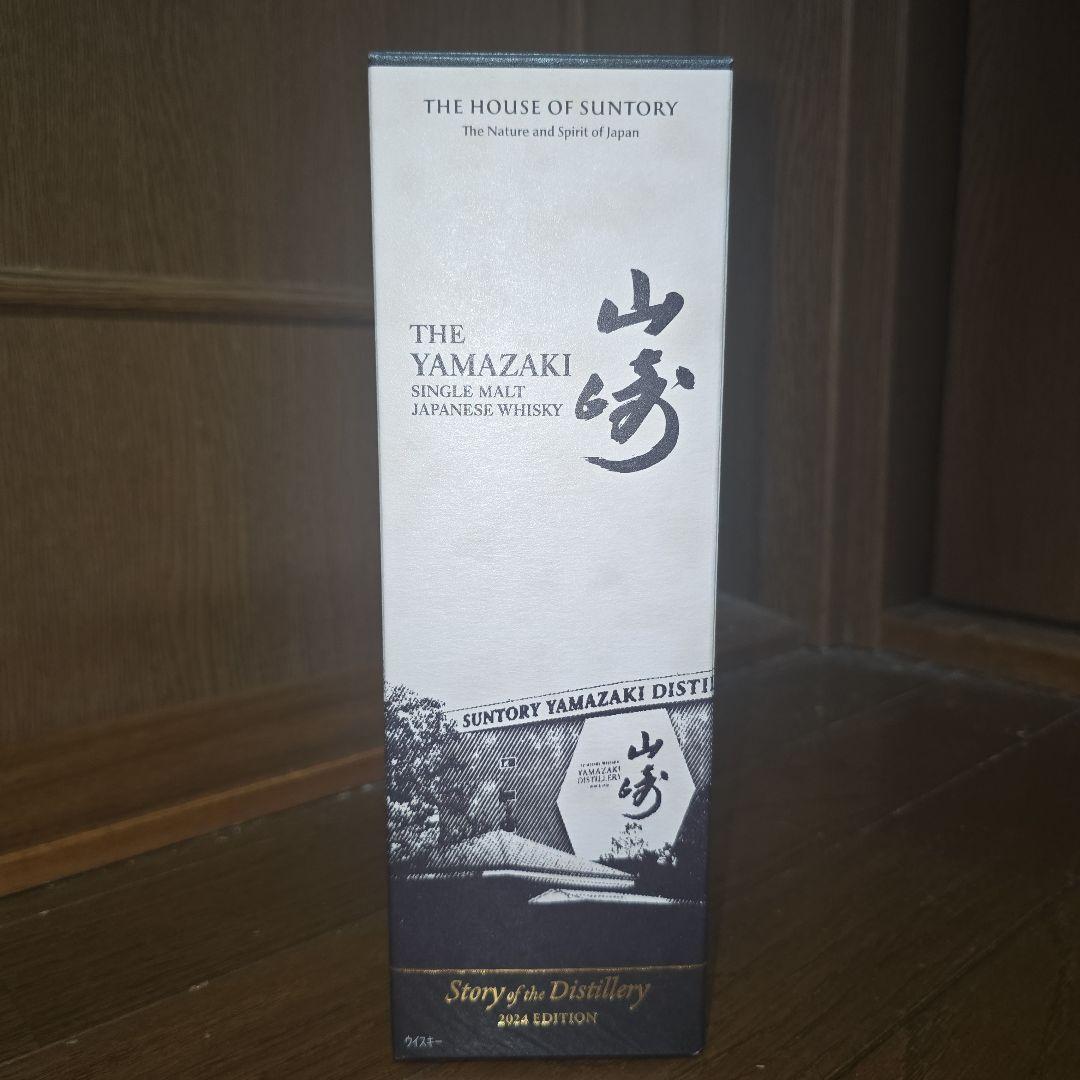 THE HOUSE OF SUNTORY
The Nature and Spirit of Japan
山崎
THE
YAMAZAKI
SINGLE MALT
JAPANESE WHISKY
SUNTORY YAMAZAKI DISTI
山崎
YAMAZAKI
DISTILLERY
Story of the Distillery
2024 EDITION
ウイスキー